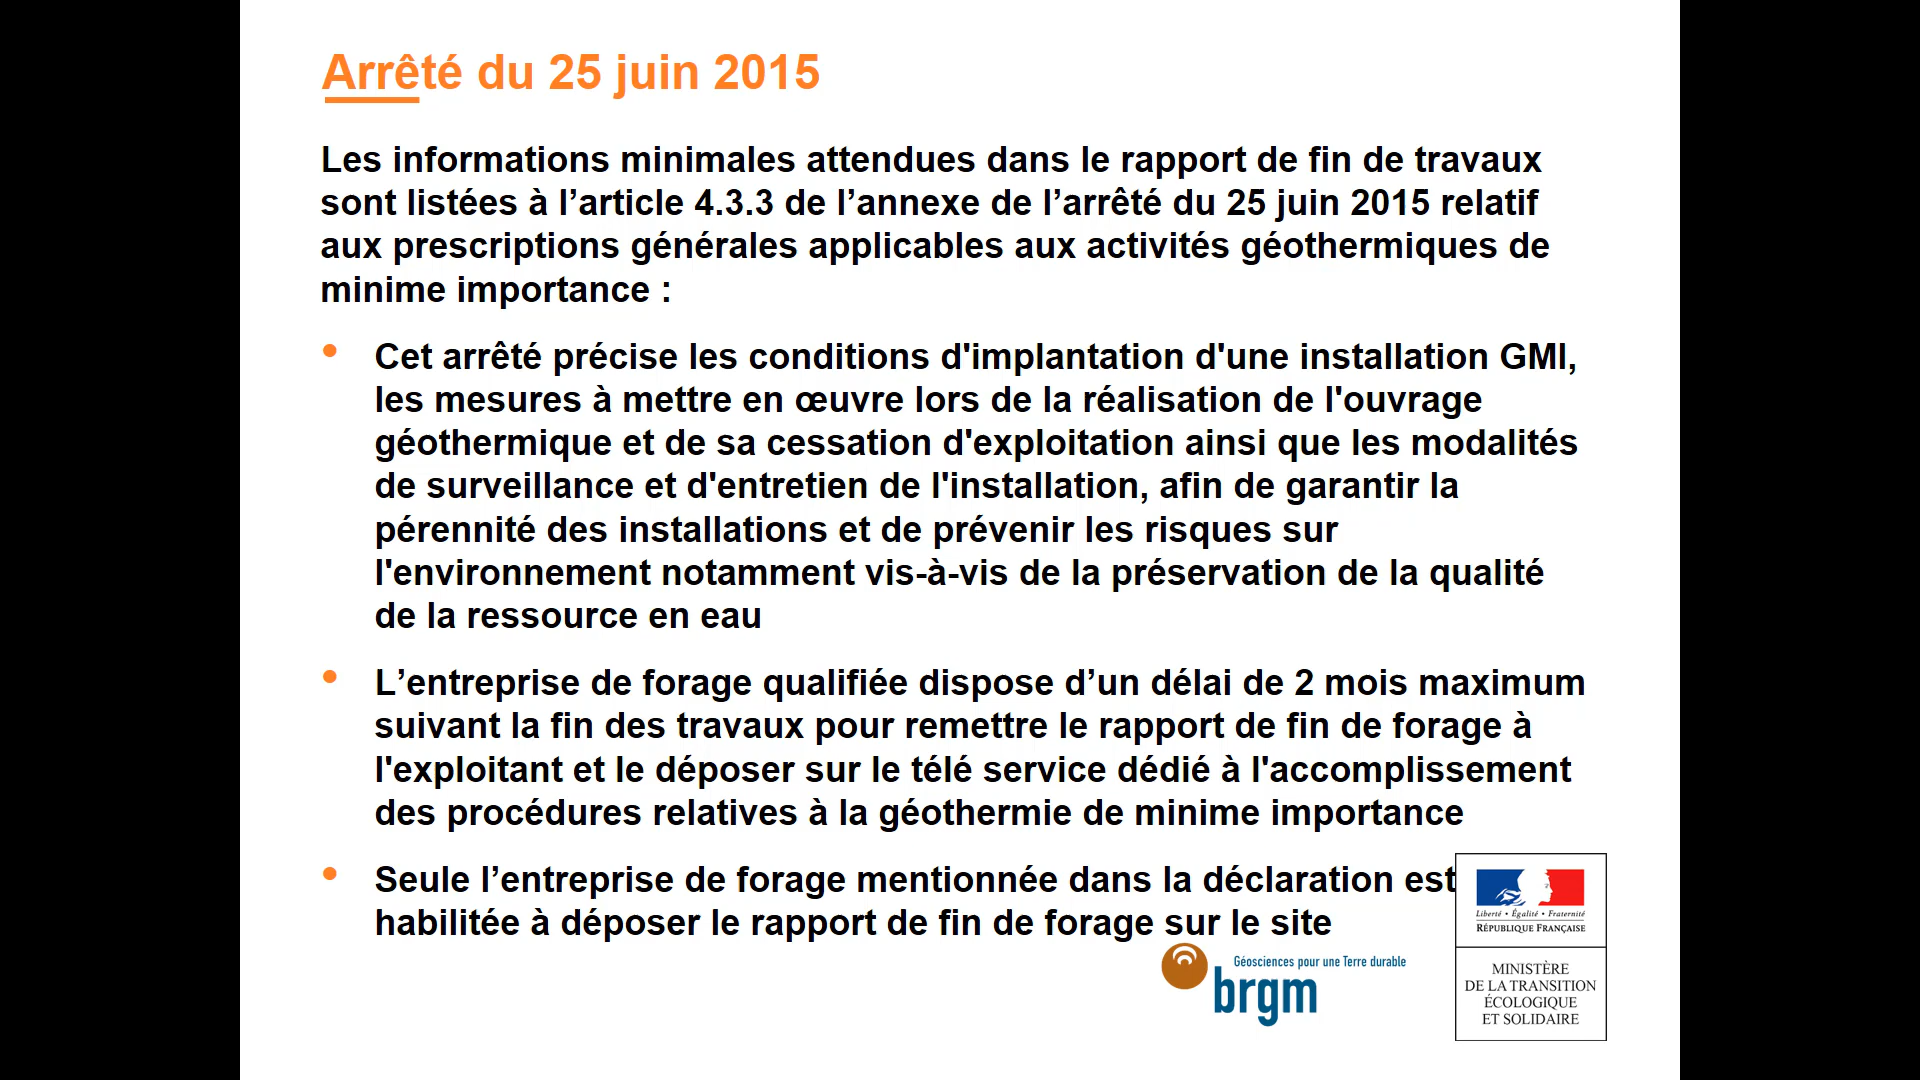 Arrêté du 25 juin 2015
Les informations minimales attendues dans le rapport de fin de travaux
sont listées à l’article 4.3.3 de l’annexe de l’arrêté du 25 juin 2015 relatif
aux prescriptions générales applicables aux activités géothermiques de
minime importance :
• Cet arrêté précise les conditions d'implantation d'une installation GMI,
les mesures à mettre en œuvre lors de la réalisation de l'ouvrage
géothermique et de sa cessation d'exploitation ainsi que les modalités
de surveillance et d'entretien de l'installation, afin de garantir la
pérennité des installations et de prévenir les risques sur
l'environnement notamment vis-à-vis de la préservation de la qualité
de la ressource en eau
• L’entreprise de forage qualifiée dispose d’un délai de 2 mois maximum
suivant la fin des travaux pour remettre le rapport de fin de forage à
l'exploitant et le déposer sur le télé service dédié à l'accomplissement
des procédures relatives à la géothermie de minime importance
• Seule l’entreprise de forage mentionnée dans la déclaration est
habilitée à déposer le rapport de fin de forage sur le site
Géosciences pour une Terre durable
brgm
Liberté • Égalité • Fraternité
RÉPUBLIQUE FRANÇAISE
MINISTÈRE
DE LA TRANSITION
ÉCOLOGIQUE
ET SOLIDAIRE